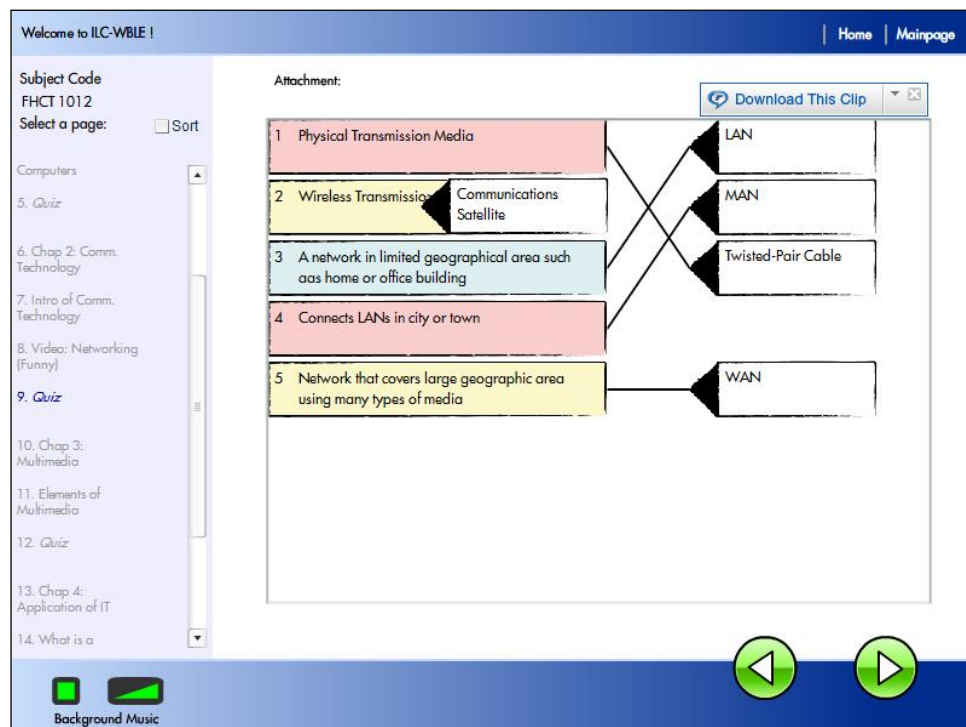 Welcome to ILC-WBLE !
Home
Mainpage
Subject Code
FHCT 1012
Select a page:
Sort
Computers
5. Quiz
6. Chap 2: Comm.
Technology
7. Intro of Comm.
Technology
8. Video: Networking
(Funny)
9. Quiz
10. Chap 3:
Multimedia
11. Elements of
Multimedia
12. Quiz
13. Chap 4:
Application of IT
14. What is a
Attachment:
Download This Clip
1 Physical Transmission Media
LAN
2 Wireless Transmissio
Communications
Satellite
MAN
3 A network in limited geographical area such
aas home or office building
Twisted-Pair Cable
4 Connects LANs in city or town
5 Network that covers large geographic area
using many types of media
WAN
Background Music